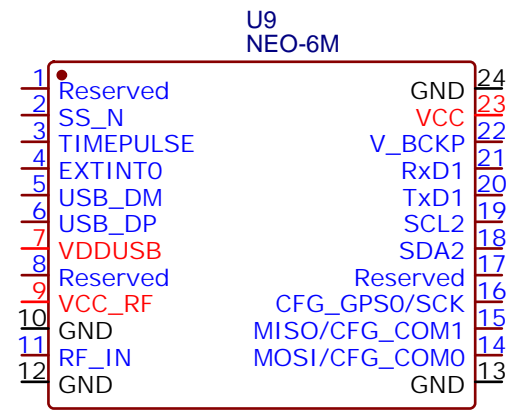 U9
NEO-6M
1 Reserved
2 SS_N
3 TIMEPULSE
4 EXTINT0
5 USB_DM
6 USB_DP
7 VDDUSB
8 Reserved
9 VCC_RF
10 GND
11 RF_IN
12 GND
GND 24
VCC 23
V_BCKP 22
RxD1 21
TxD1 20
SCL2 19
SDA2 18
Reserved 17
CFG_GPS0/SCK 16
MISO/CFG_COM1 15
MOSI/CFG_COM0 14
GND 13